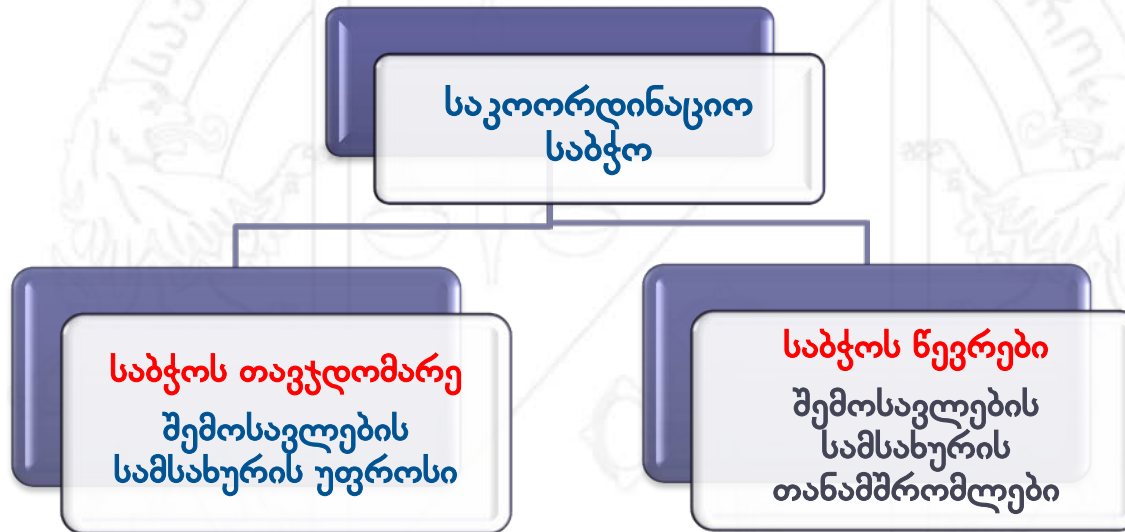 საკოორდინაციო
საბჭო
საბჭოს თავჯდომარე
შემოსავლების
სამსახურის უფროსი
საბჭოს წევრები
შემოსავლების
სამსახურის
თანამშრომლები